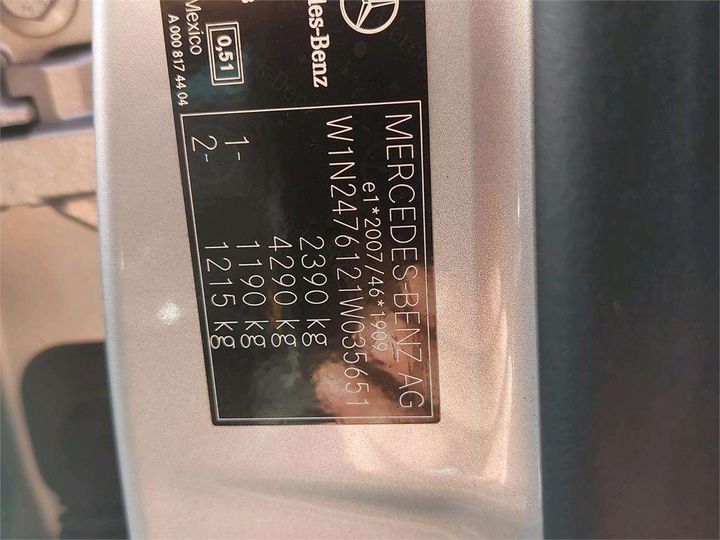 MERCEDES-BENZ AG
e1*2007/46*1909
W1N2476121W035651
2390 kg
4290 kg
1- 1190 kg
2- 1215 kg
des-Benz
0,51
Mexico
A 000 817 44 04